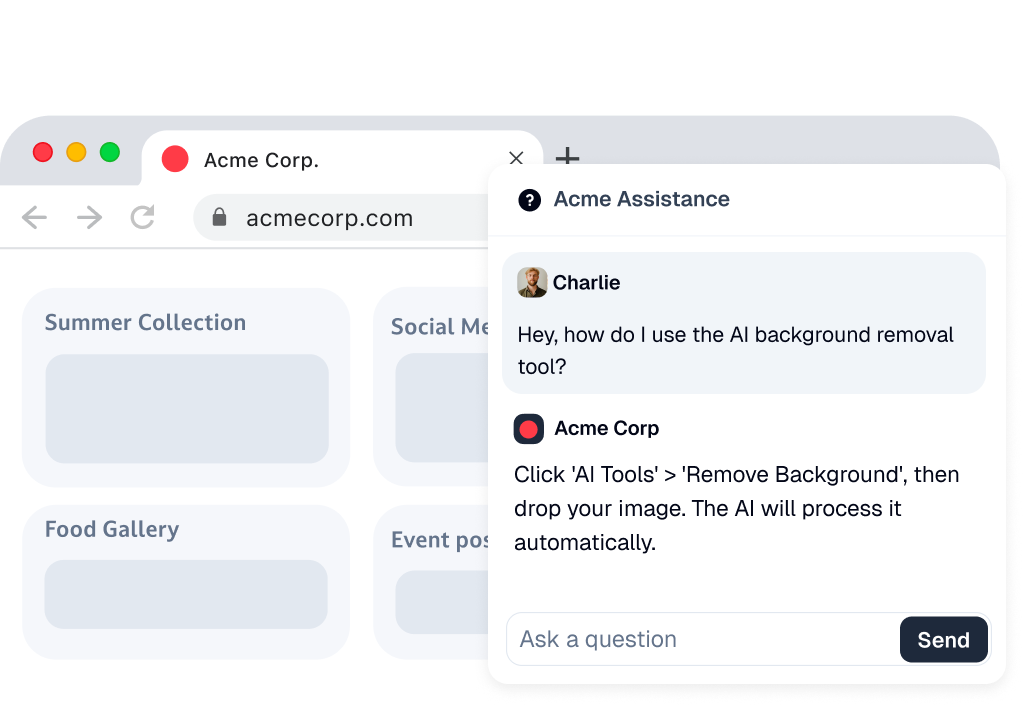 Acme Corp.
acmecorp.com
Summer Collection
Social Me
Food Gallery
Event pos
? Acme Assistance
Charlie
Hey, how do I use the AI background removal
tool?
Acme Corp
Click 'AI Tools' > 'Remove Background', then
drop your image. The AI will process it
automatically.
Ask a question
Send